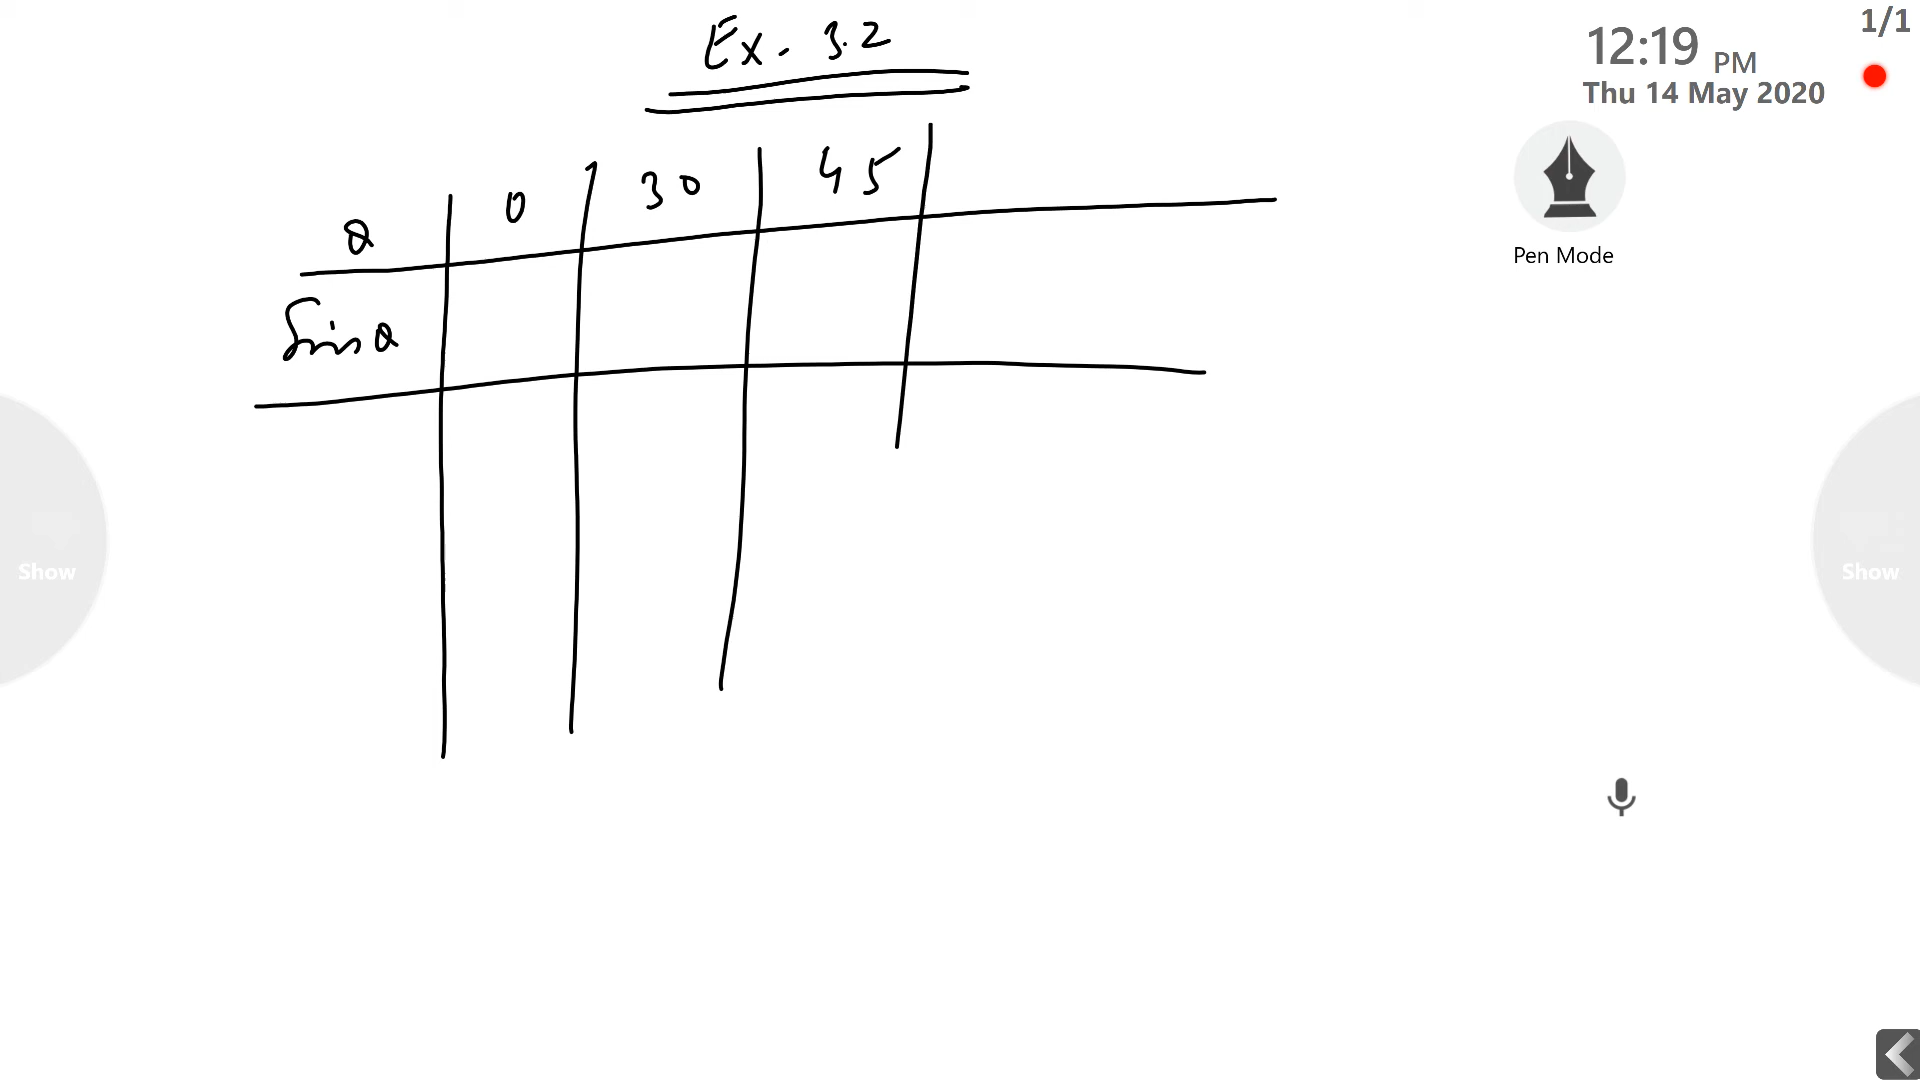 1/1
Ex. 3.2
12:19 PM
Thu 14 May 2020
θ 0 30 45
Sin θ
Pen Mode
Show
Show